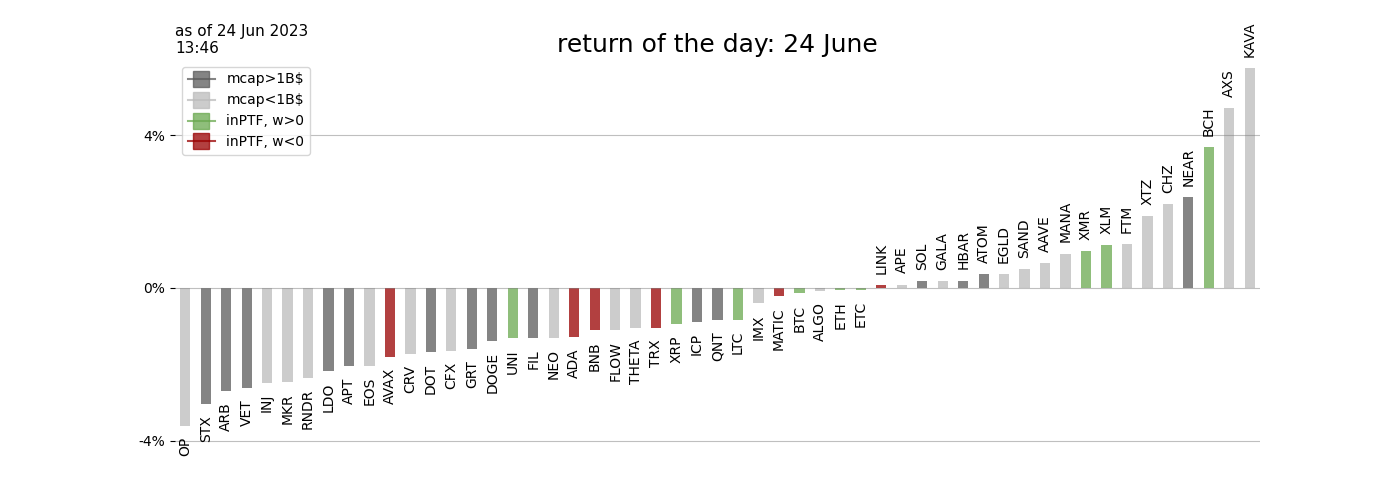 as of 24 Jun 2023
13:46
return of the day: 24 June
mcap>1B$
mcap<1B$
inPTF, w>0
inPTF, w<0
4%
0%
-4%
OP
STX
ARB
VET
INJ
MKR
RNDR
LDO
APT
EOS
AVAX
CRV
DOT
CFX
GRT
DOGE
UNI
FIL
NEO
ADA
BNB
FLOW
THETA
TRX
XRP
ICP
QNT
LTC
IMX
MATIC
BTC
ALGO
ETH
ETC
LINK
APE
SOL
GALA
HBAR
ATOM
EGLD
SAND
AAVE
MANA
XMR
XLM
FTM
XTZ
CHZ
NEAR
BCH
AXS
KAVA